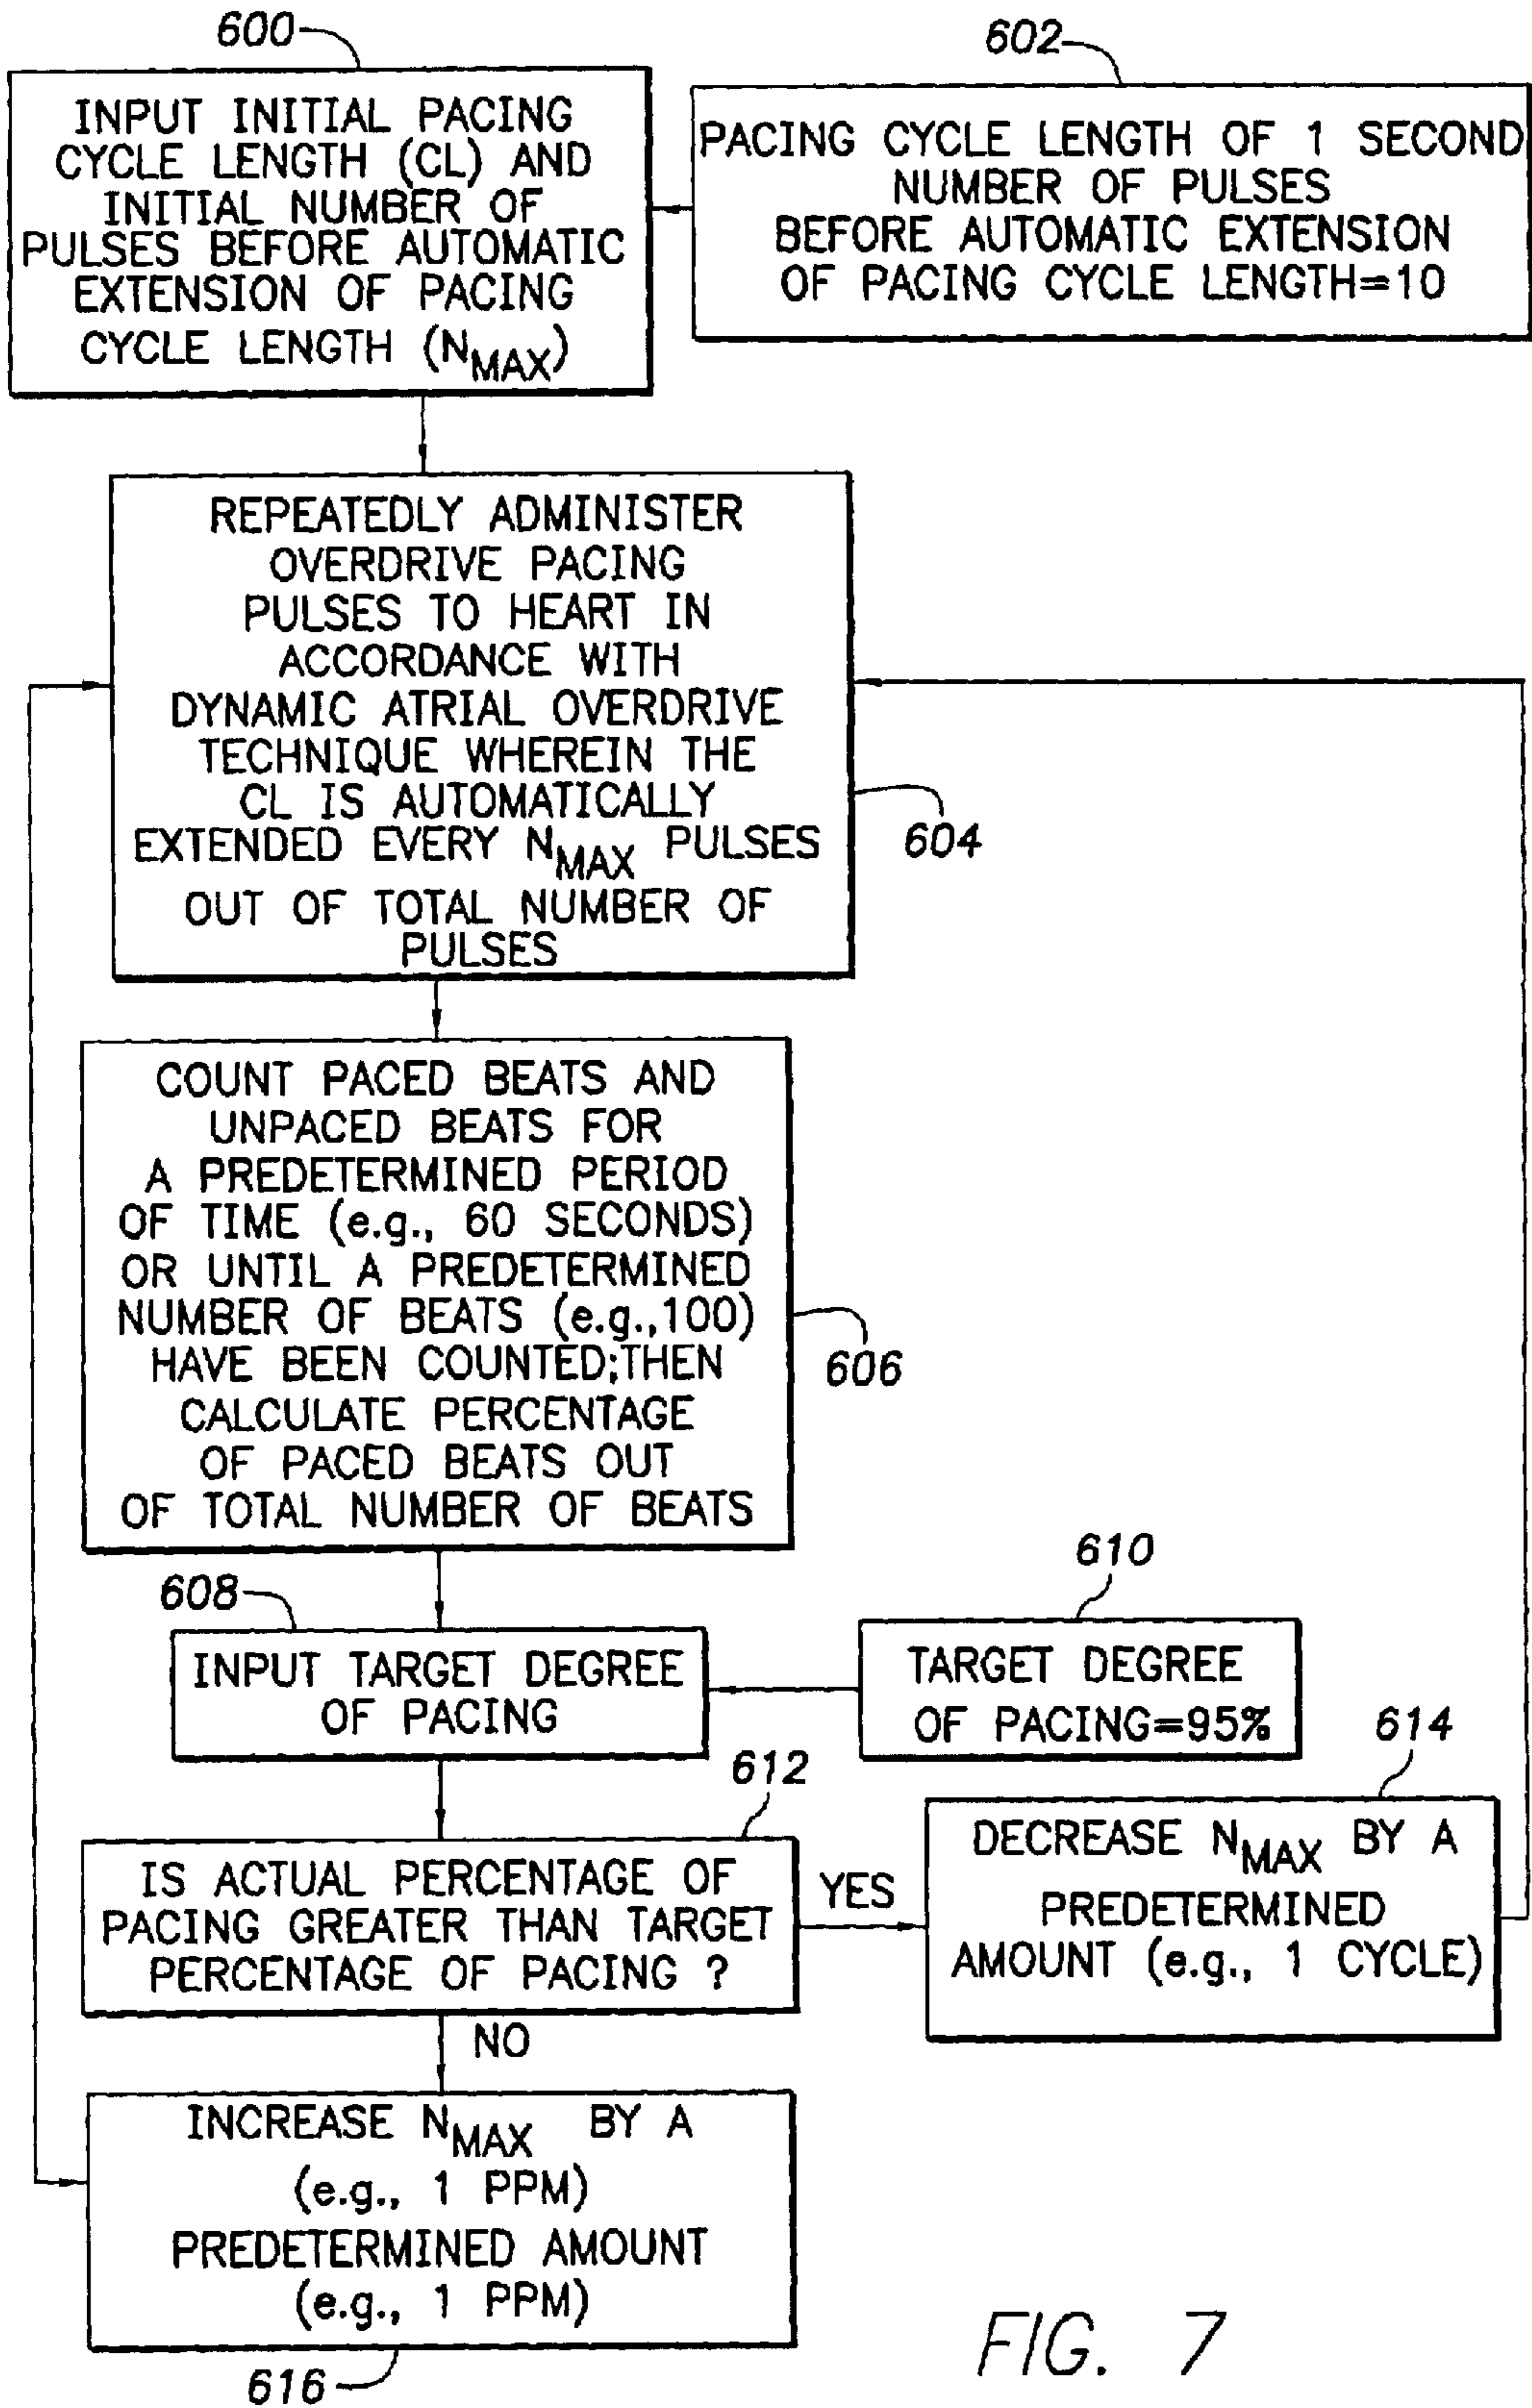 600
INPUT INITIAL PACING
CYCLE LENGTH (CL) AND
INITIAL NUMBER OF
PULSES BEFORE AUTOMATIC
EXTENSION OF PACING
CYCLE LENGTH (NMAX)
602
PACING CYCLE LENGTH OF 1 SECOND
NUMBER OF PULSES
BEFORE AUTOMATIC EXTENSION
OF PACING CYCLE LENGTH=10
REPEATEDLY ADMINISTER
OVERDRIVE PACING
PULSES TO HEART IN
ACCORDANCE WITH
DYNAMIC ATRIAL OVERDRIVE
TECHNIQUE WHEREIN THE
CL IS AUTOMATICALLY
EXTENDED EVERY NMAX PULSES
OUT OF TOTAL NUMBER OF
PULSES
604
COUNT PACED BEATS AND
UNPACED BEATS FOR
A PREDETERMINED PERIOD
OF TIME (e.g., 60 SECONDS)
OR UNTIL A PREDETERMINED
NUMBER OF BEATS (e.g.,100)
HAVE BEEN COUNTED;THEN
CALCULATE PERCENTAGE
OF PACED BEATS OUT
OF TOTAL NUMBER OF BEATS
606
608
INPUT TARGET DEGREE
OF PACING
610
TARGET DEGREE
OF PACING=95%
612
IS ACTUAL PERCENTAGE OF
PACING GREATER THAN TARGET
PERCENTAGE OF PACING ?
YES
614
DECREASE NMAX BY A
PREDETERMINED
AMOUNT (e.g., 1 CYCLE)
NO
INCREASE NMAX BY A
(e.g., 1 PPM)
PREDETERMINED AMOUNT
(e.g., 1 PPM)
616
FIG. 7